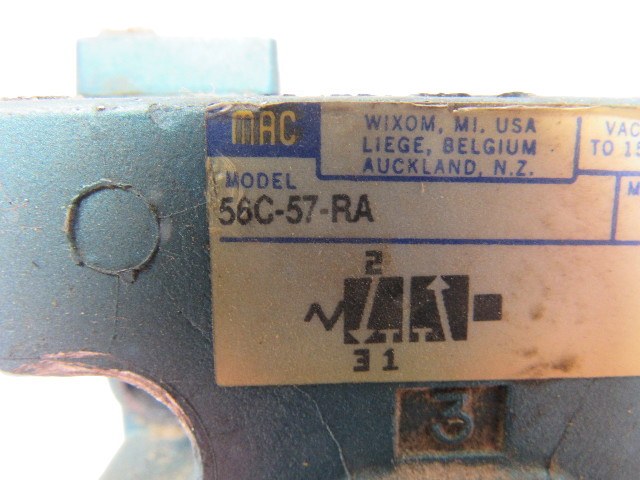 MAC
WIXOM, MI. USA
LIEGE, BELGIUM
AUCKLAND, N.Z.
VAC
TO 15
MODEL
56C-57-RA
M
2
3 1
3